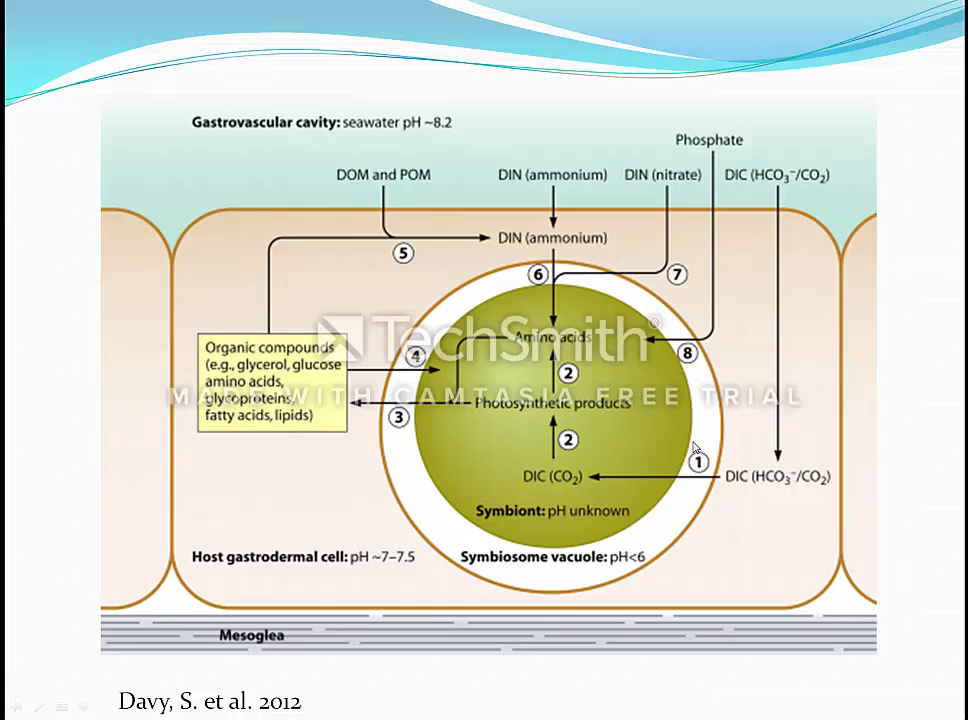 Gastrovascular cavity: seawater pH ~8.2
Phosphate
DOM and POM
DIN (ammonium)
DIN (nitrate)
DIC (HCO₃⁻/CO₂)
DIN (ammonium)
5
6
7
TechSmith®
Amino acids
Organic compounds
(e.g., glycerol, glucose
amino acids,
glycoproteins,
fatty acids, lipids)
4
8
2
MADE WITH CAMTASIA FREE TRIAL
Photosynthetic products
3
2
1
DIC (CO₂)
DIC (HCO₃⁻/CO₂)
Symbiont: pH unknown
Host gastrodermal cell: pH ~7–7.5
Symbiosome vacuole: pH<6
Mesoglea
Davy, S. et al. 2012